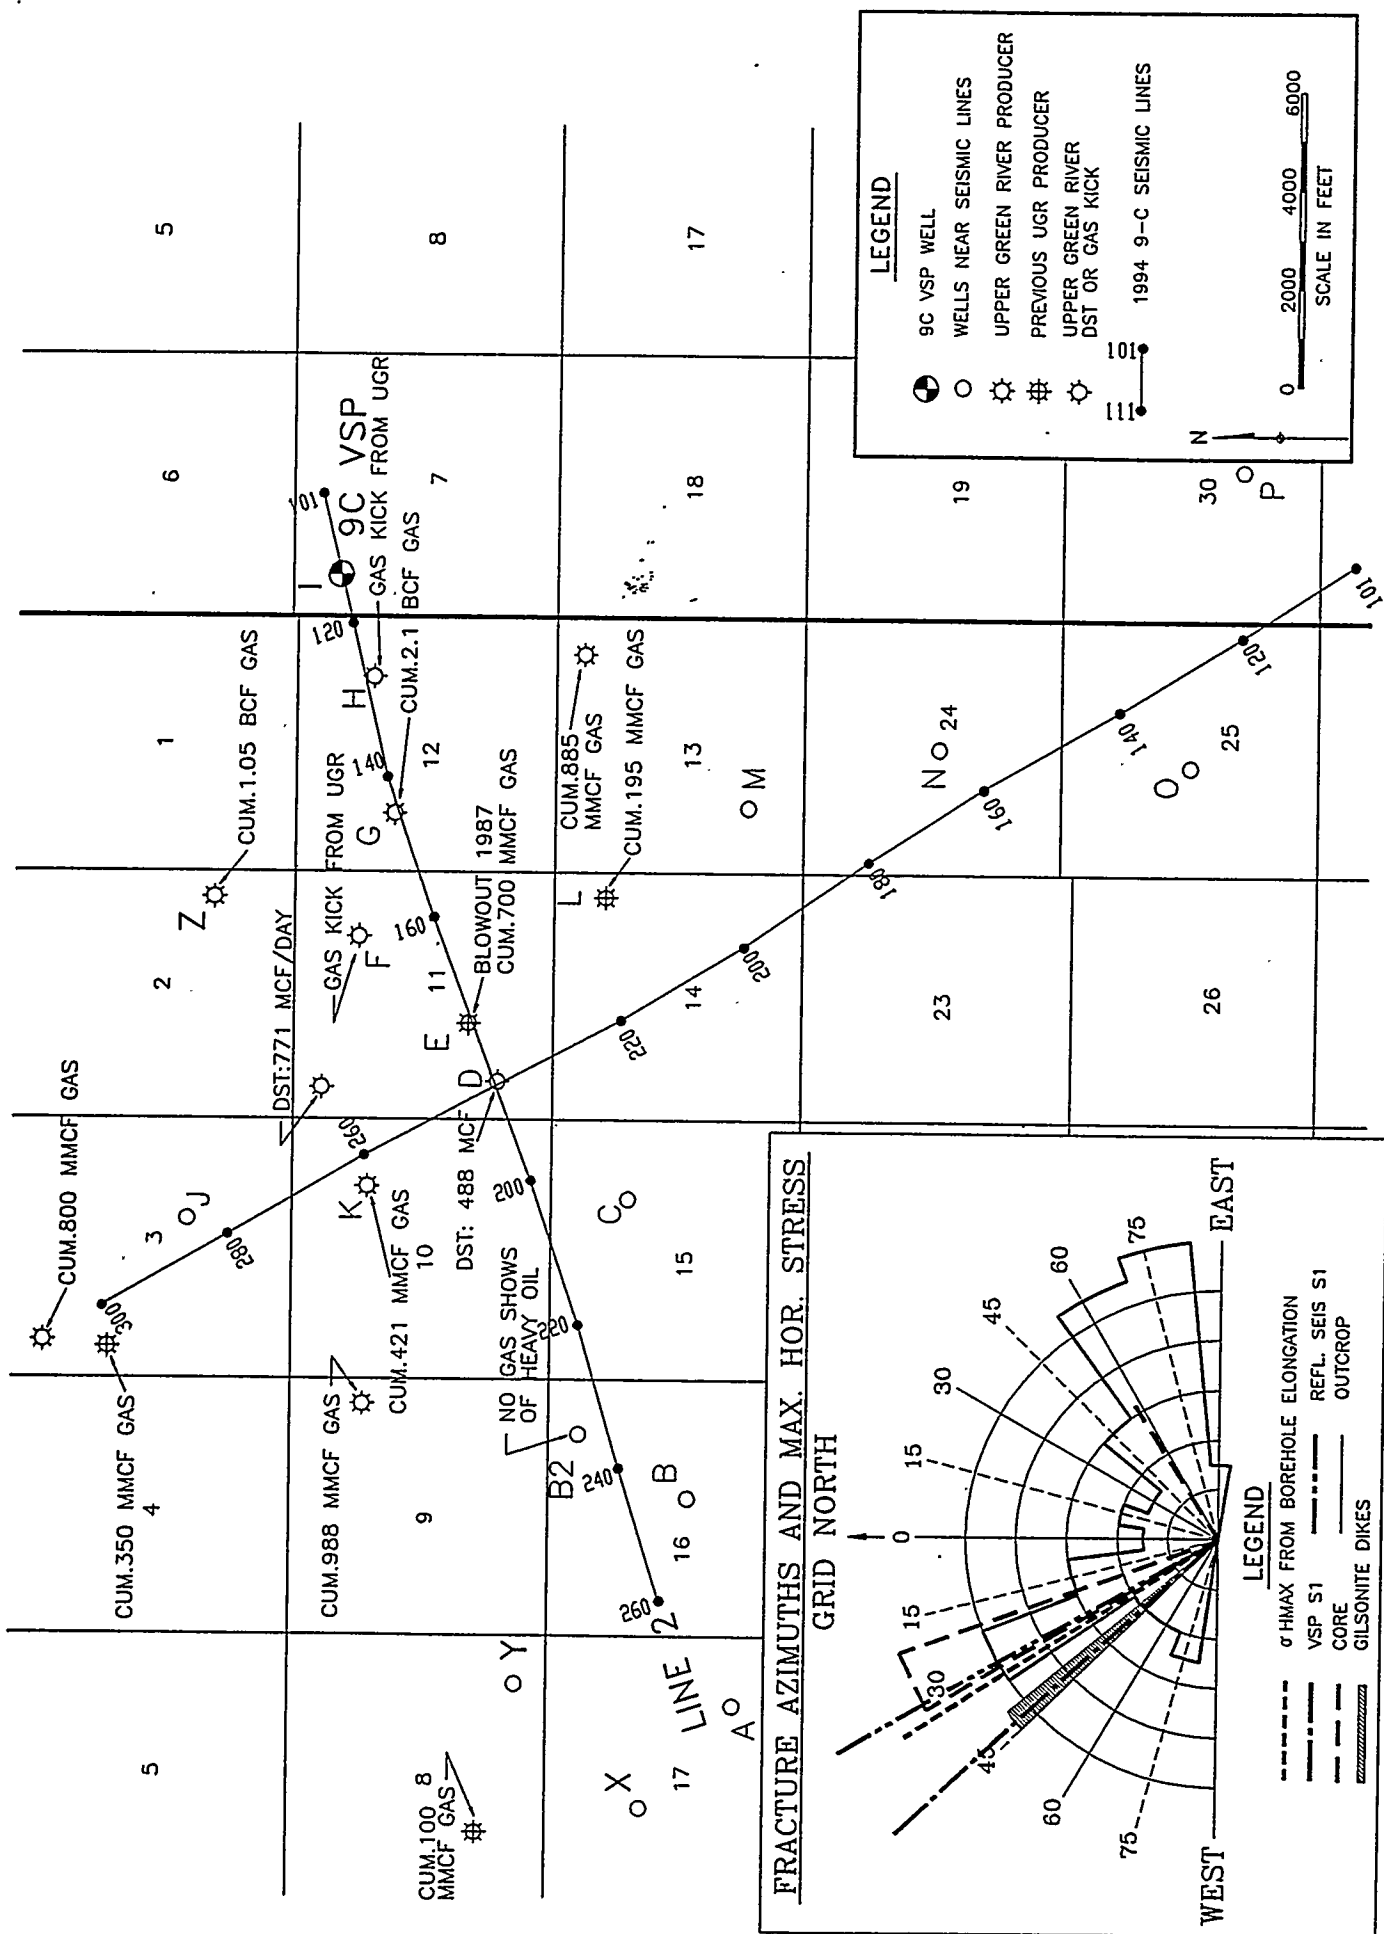 5
CUM.100 8
MMCF GAS
X
17
A
Y
LINE 2
4
CUM.350 MMCF GAS
CUM.800 MMCF GAS
300
3
J
280
CUM.988 MMCF GAS
9
CUM.421 MMCF GAS
K
10
260
NO GAS SHOWS
OF HEAVY OIL
B2
B
16
260
240
220
C
15
200
DST: 488 MCF
D
2
Z
CUM.1.05 BCF GAS
DST:771 MCF/DAY
GAS KICK FROM UGR
F
E
11
160
BLOWOUT 1987
CUM.700 MMCF GAS
14
220
200
L
CUM.195 MMCF GAS
CUM.885
MMCF GAS
1
G
140
12
CUM.2.1 BCF GAS
H
120
GAS KICK FROM UGR
I
9C VSP
101
13
M
180
N
24
160
23
26
O
25
140
120
101
6
7
18
19
30
P
5
8
17
LEGEND
9C VSP WELL
WELLS NEAR SEISMIC LINES
UPPER GREEN RIVER PRODUCER
PREVIOUS UGR PRODUCER
UPPER GREEN RIVER
DST OR GAS KICK
111
101
1994 9-C SEISMIC LINES
N
0 2000 4000 6000
SCALE IN FEET
FRACTURE AZIMUTHS AND MAX. HOR. STRESS
GRID NORTH
0
15
15
30
30
45
45
60
60
75
75
WEST
EAST
LEGEND
σ HMAX FROM BOREHOLE ELONGATION
VSP S1
REFL. SEIS S1
CORE
OUTCROP
GILSONITE DIKES